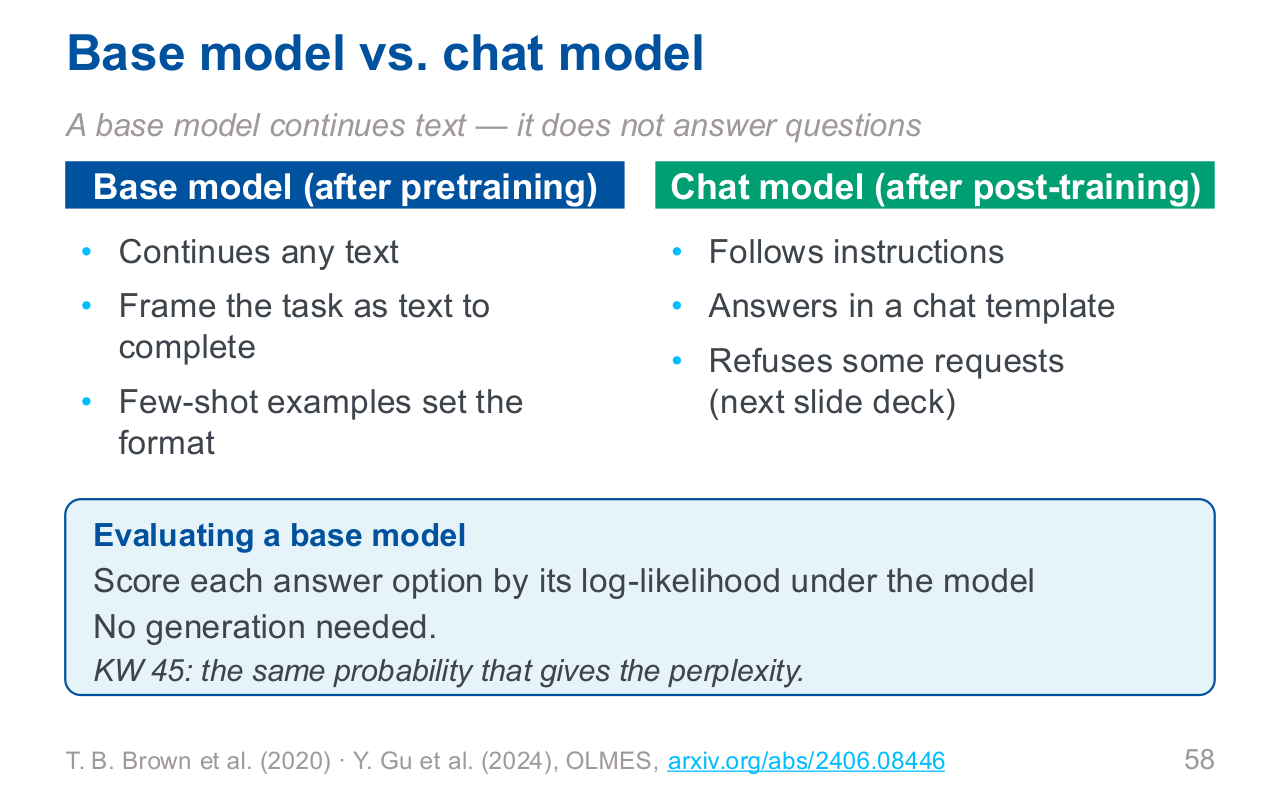 Base model vs. chat model
A base model continues text — it does not answer questions
Base model (after pretraining)
• Continues any text
• Frame the task as text to
complete
• Few-shot examples set the
format
Chat model (after post-training)
• Follows instructions
• Answers in a chat template
• Refuses some requests
(next slide deck)
Evaluating a base model
Score each answer option by its log-likelihood under the model
No generation needed.
KW 45: the same probability that gives the perplexity.
T. B. Brown et al. (2020) · Y. Gu et al. (2024), OLMES, arxiv.org/abs/2406.08446
58